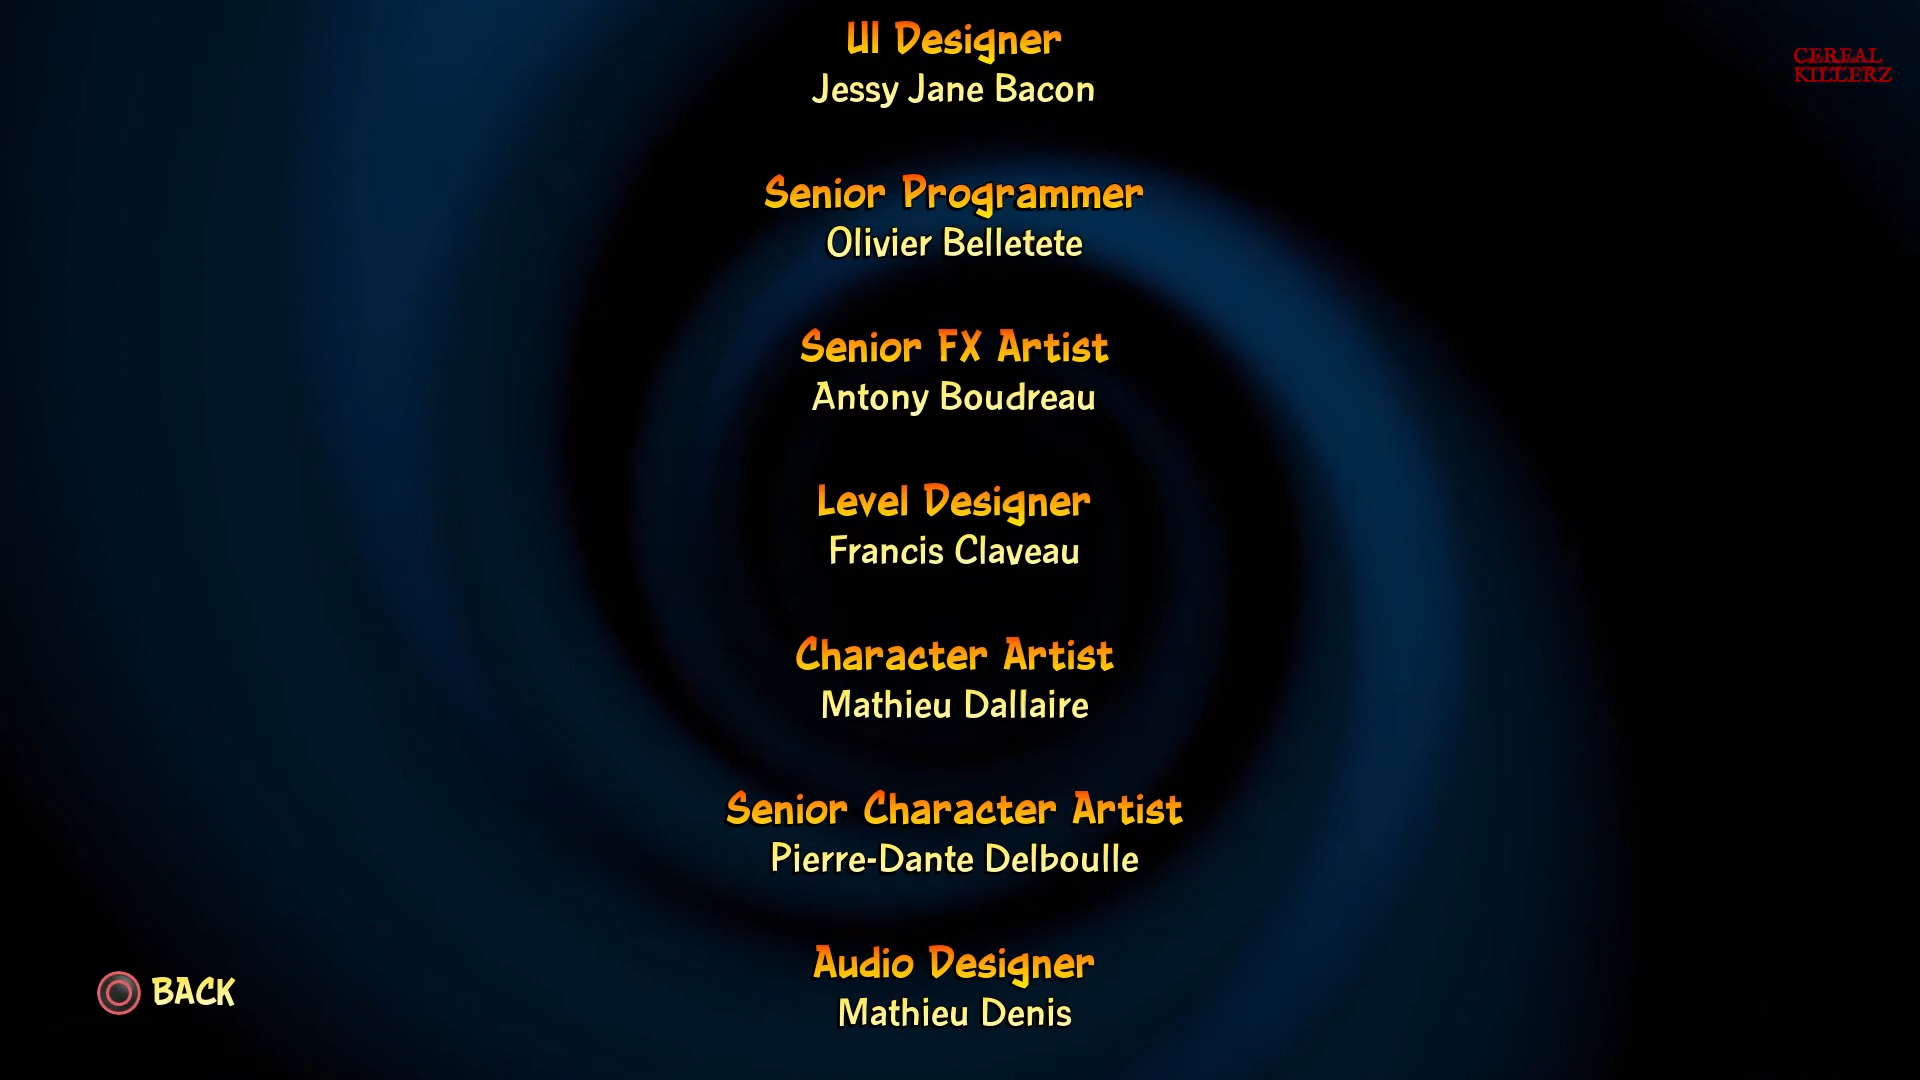 UI Designer
Jessy Jane Bacon
CEREAL
KILLERZ
Senior Programmer
Olivier Belletete
Senior FX Artist
Antony Boudreau
Level Designer
Francis Claveau
Character Artist
Mathieu Dallaire
Senior Character Artist
Pierre-Dante Delboulle
Audio Designer
Mathieu Denis
BACK